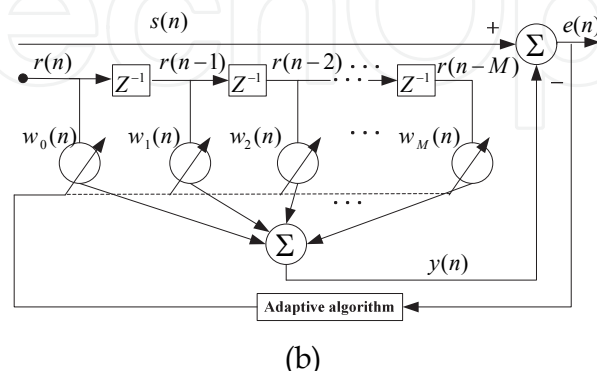 s(n) + Σ e(n)
r(n) Z⁻¹ r(n−1) Z⁻¹ r(n−2) ··· Z⁻¹ r(n−M) −
w₀(n) w₁(n) w₂(n) ··· w_M(n)
···
Σ
y(n)
Adaptive algorithm
(b)